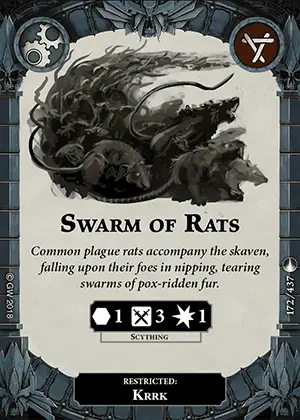 SWARM OF RATS
Common plague rats accompany the skaven,
falling upon their foes in nipping, tearing
swarms of pox-ridden fur.
1 3 1
SCYTHING
RESTRICTED:
KRRK
© GW 2018
172/437